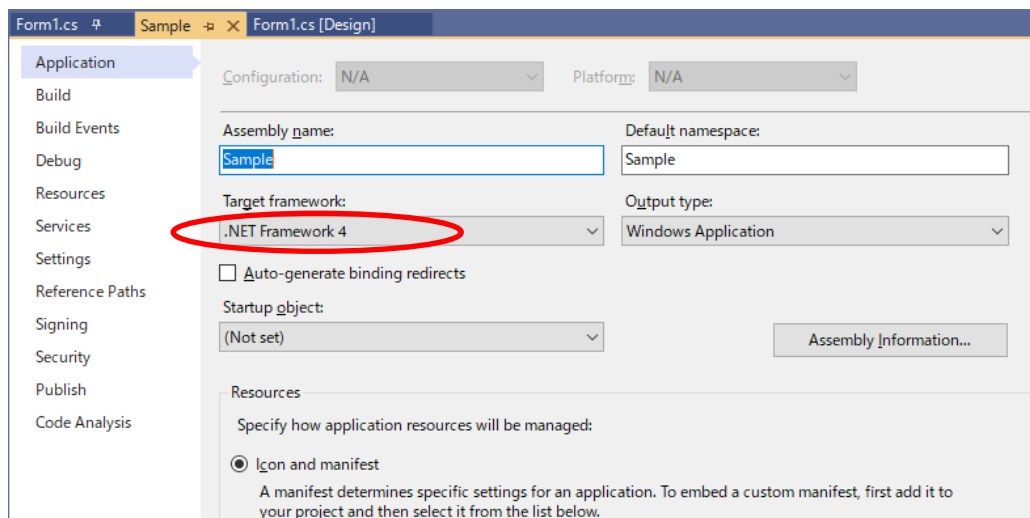 Form1.cs Sample Form1.cs [Design]
Application
Build
Build Events
Debug
Resources
Services
Settings
Reference Paths
Signing
Security
Publish
Code Analysis
Configuration: N/A Platform: N/A
Assembly name: Default namespace:
Sample Sample
Target framework: Output type:
.NET Framework 4 Windows Application
Auto-generate binding redirects
Startup object:
(Not set) Assembly Information...
Resources
Specify how application resources will be managed:
Icon and manifest
A manifest determines specific settings for an application. To embed a custom manifest, first add it to
your project and then select it from the list below.